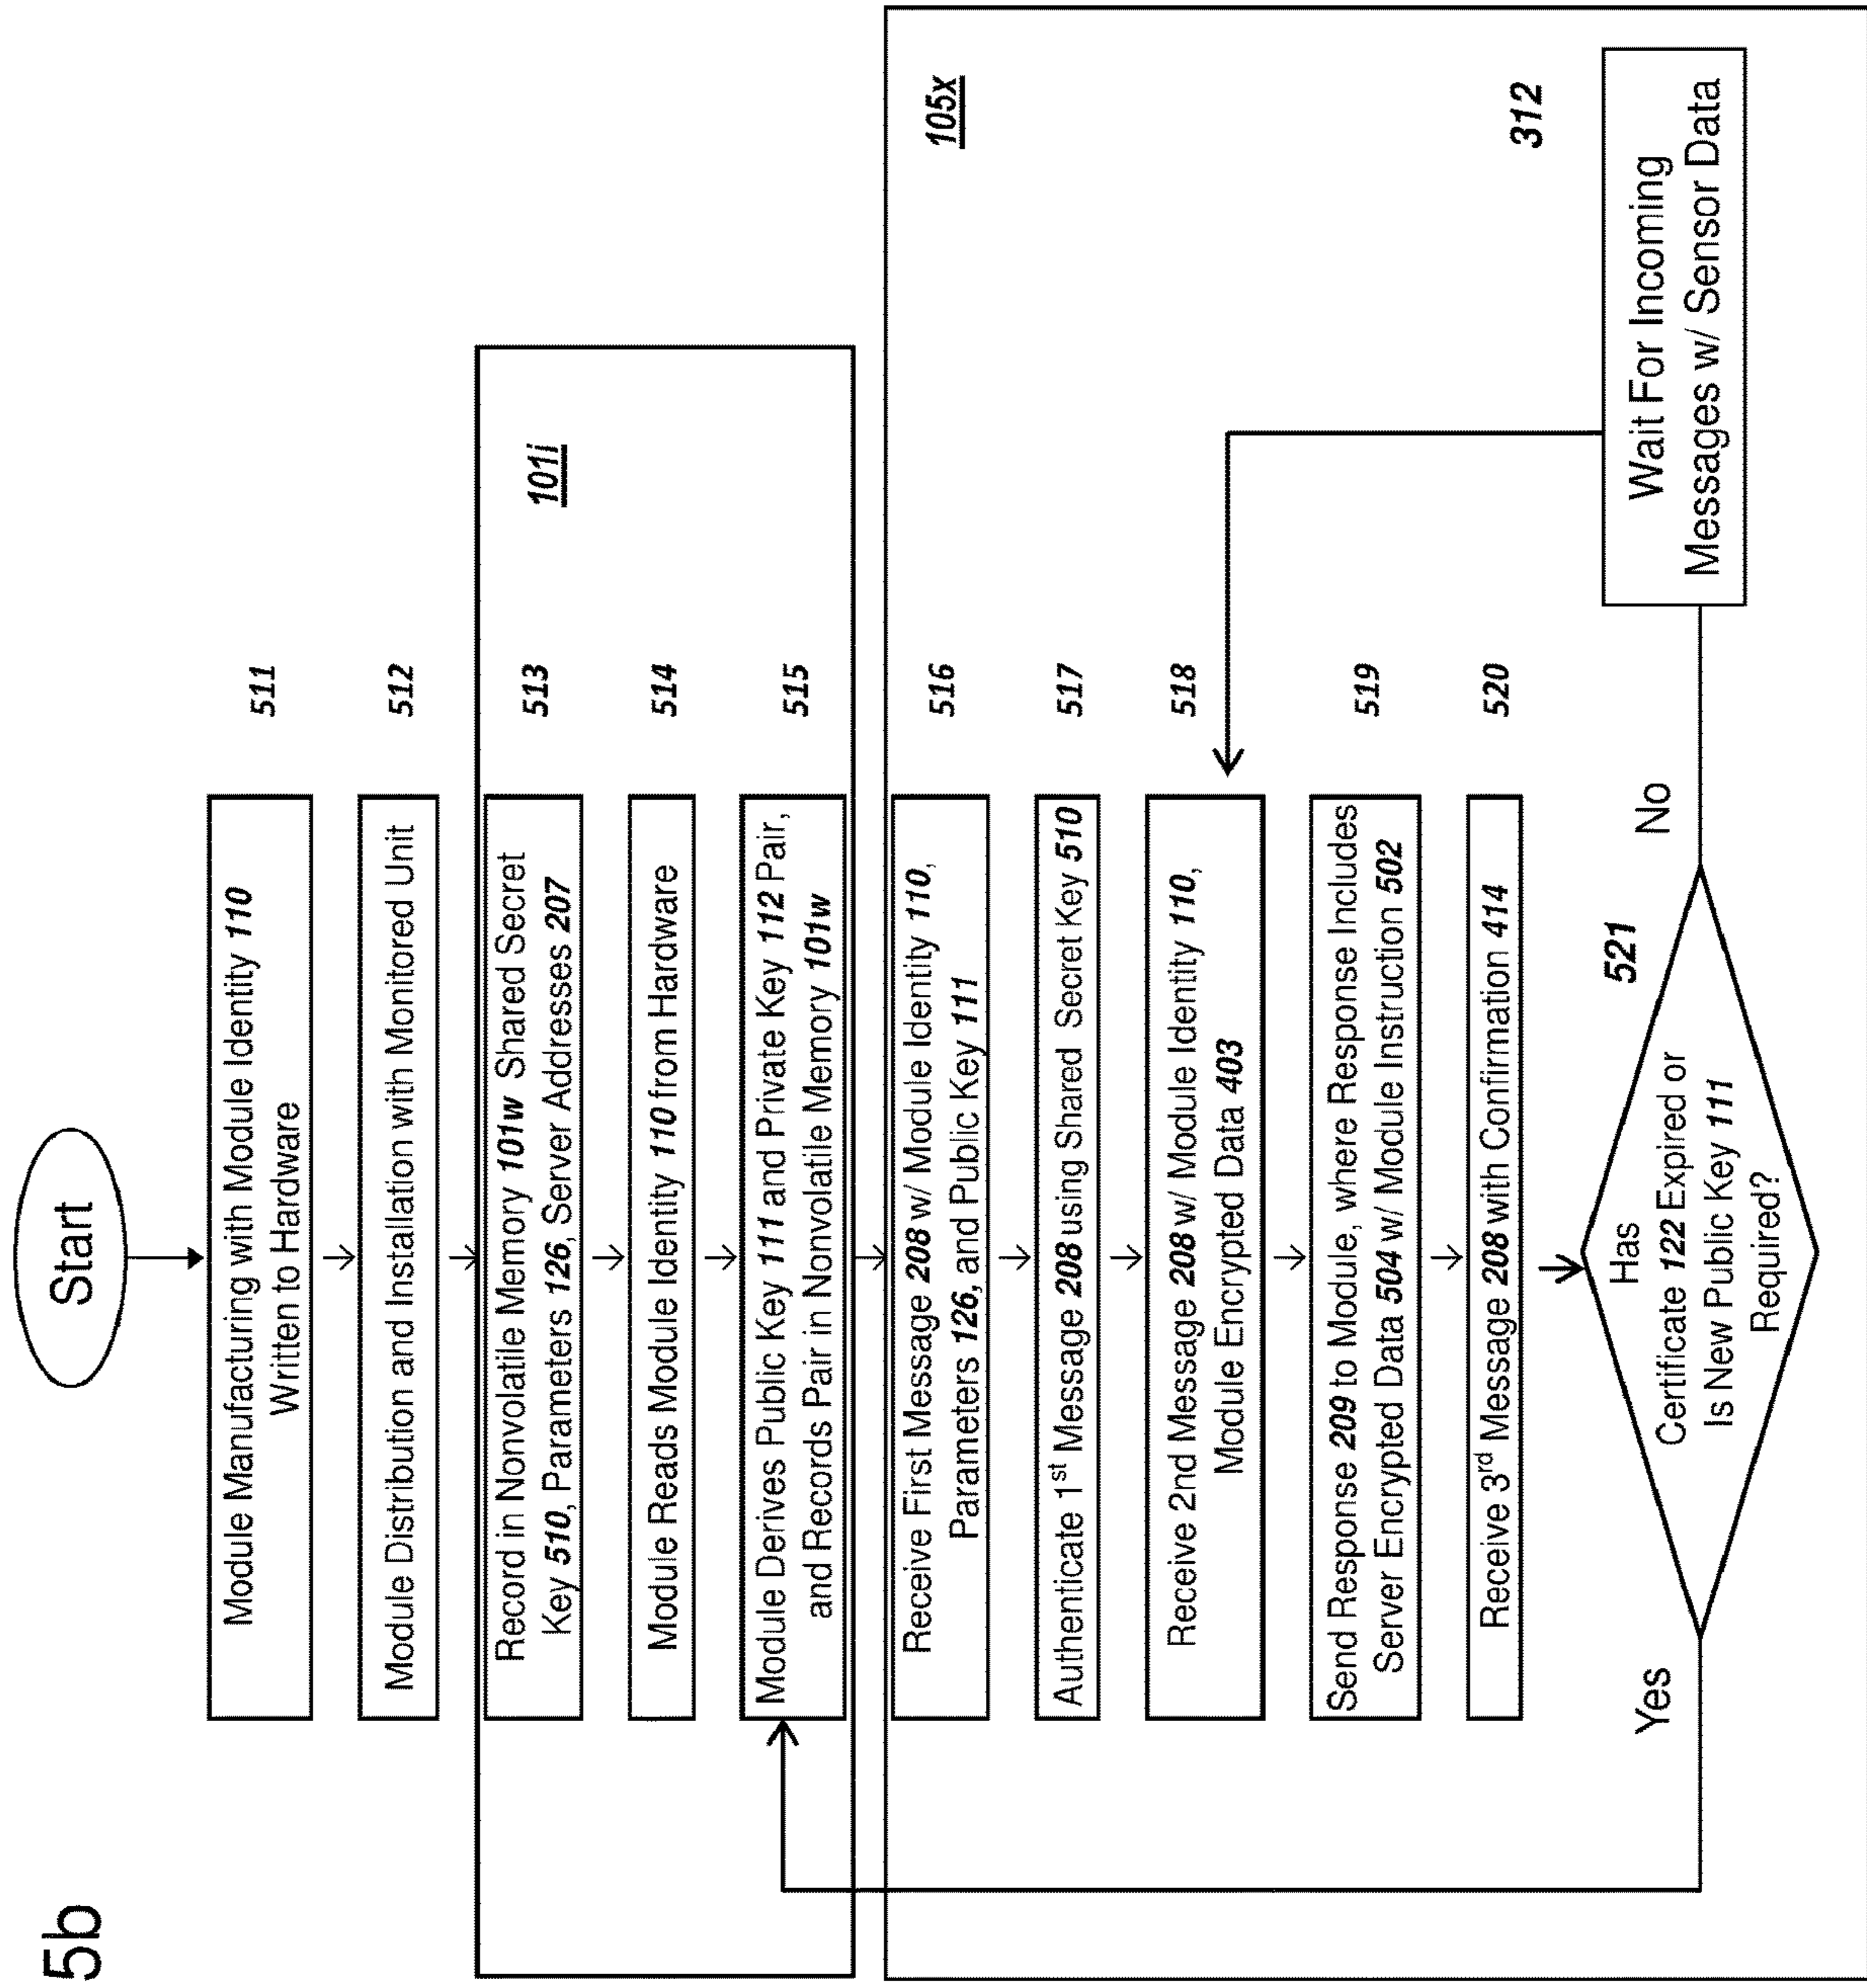 5b
Start
Module Manufacturing with Module Identity 110
Written to Hardware
511
Module Distribution and Installation with Monitored Unit
512
101i
Record in Nonvolatile Memory 101w Shared Secret
Key 510, Parameters 126, Server Addresses 207
513
Module Reads Module Identity 110 from Hardware
514
Module Derives Public Key 111 and Private Key 112 Pair,
and Records Pair in Nonvolatile Memory 101w
515
105x
Receive First Message 208 w/ Module Identity 110,
Parameters 126, and Public Key 111
516
Authenticate 1st Message 208 using Shared Secret Key 510
517
Receive 2nd Message 208 w/ Module Identity 110,
Module Encrypted Data 403
518
Send Response 209 to Module, where Response Includes
Server Encrypted Data 504 w/ Module Instruction 502
519
Receive 3rd Message 208 with Confirmation 414
520
521
Has
Certificate 122 Expired or
Is New Public Key 111
Required?
Yes
No
312
Wait For Incoming
Messages w/ Sensor Data